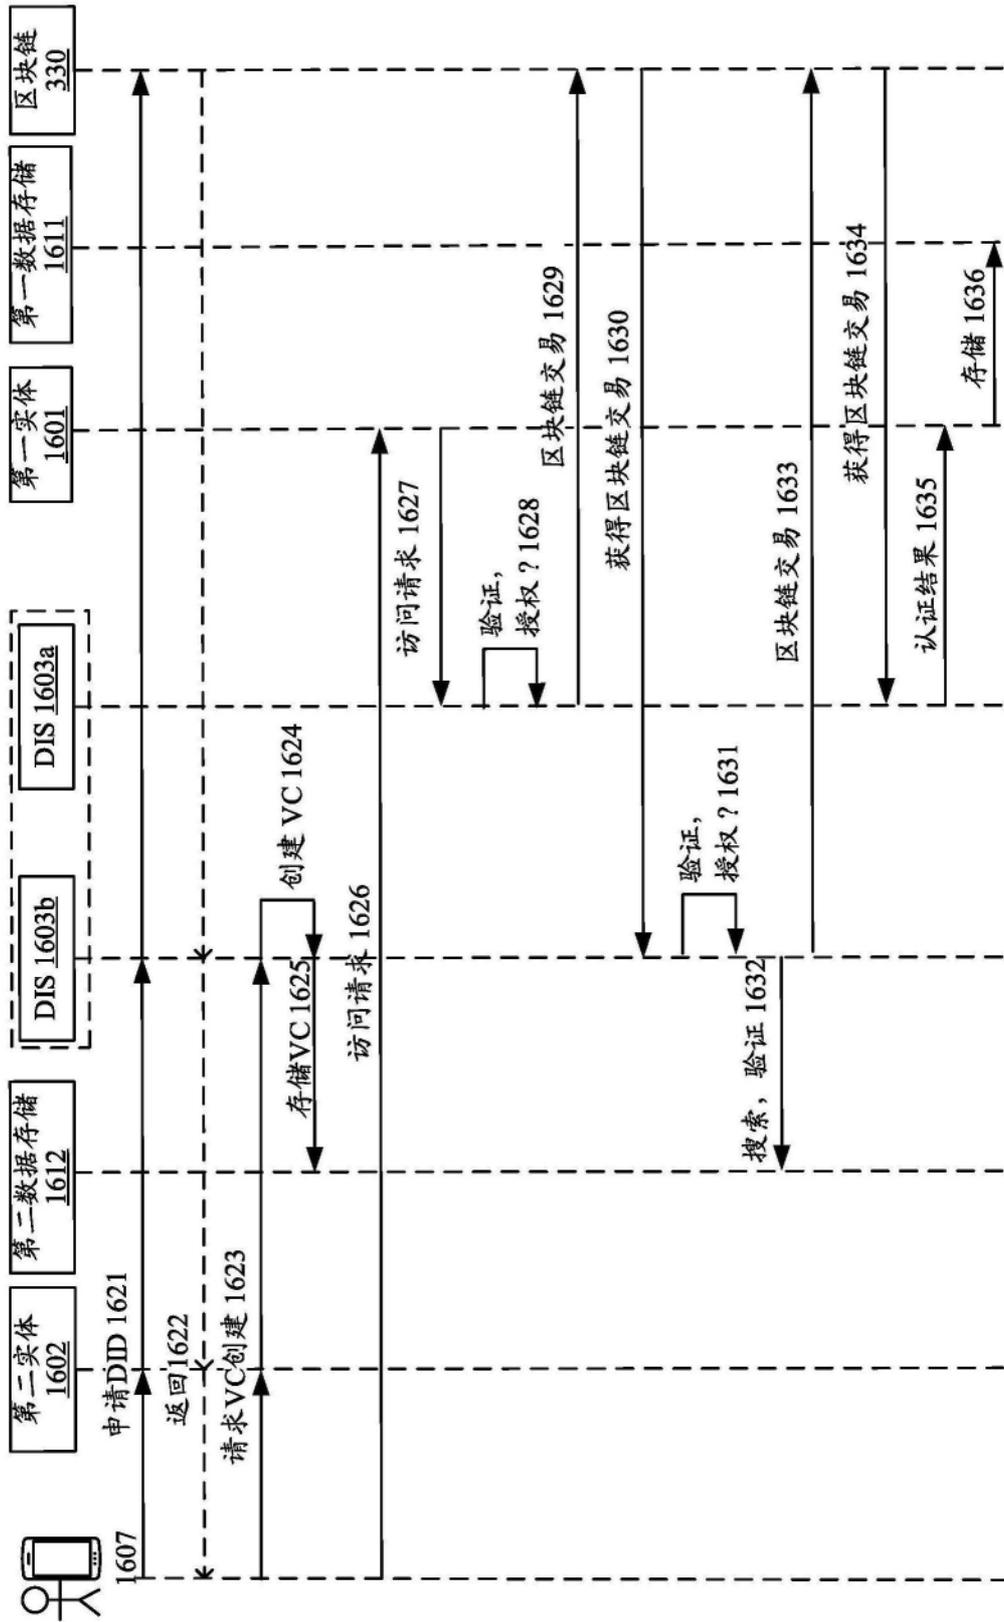 1607
第二实体
1602
第二数据存储
1612
DIS 1603b
DIS 1603a
第一实体
1601
第一数据存储
1611
区块链
330
申请DID 1621
返回1622
请求VC创建 1623
创建 VC 1624
存储VC 1625
访问请求 1626
访问请求 1627
验证，
授权？1628
区块链交易 1629
获得区块链交易 1630
验证，
授权？1631
搜索，验证 1632
区块链交易 1633
获得区块链交易 1634
认证结果 1635
存储 1636